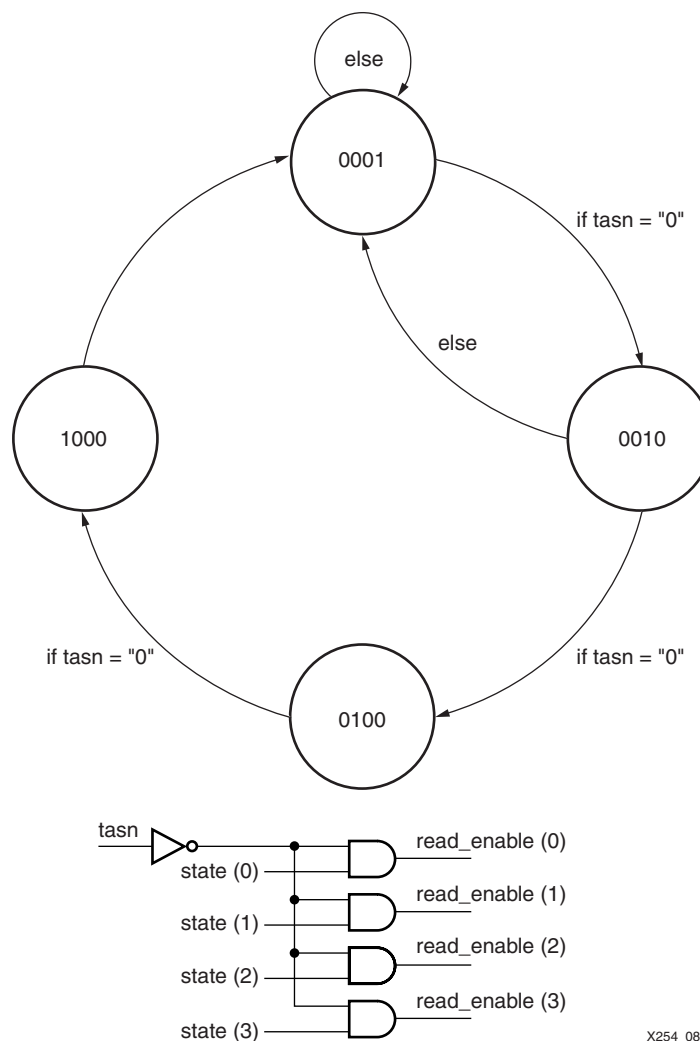 else
0001
if tasn = "0"
else
1000
0010
if tasn = "0"
if tasn = "0"
0100
tasn
read_enable (0)
state (0)
read_enable (1)
state (1)
read_enable (2)
state (2)
read_enable (3)
state (3)
X254_08